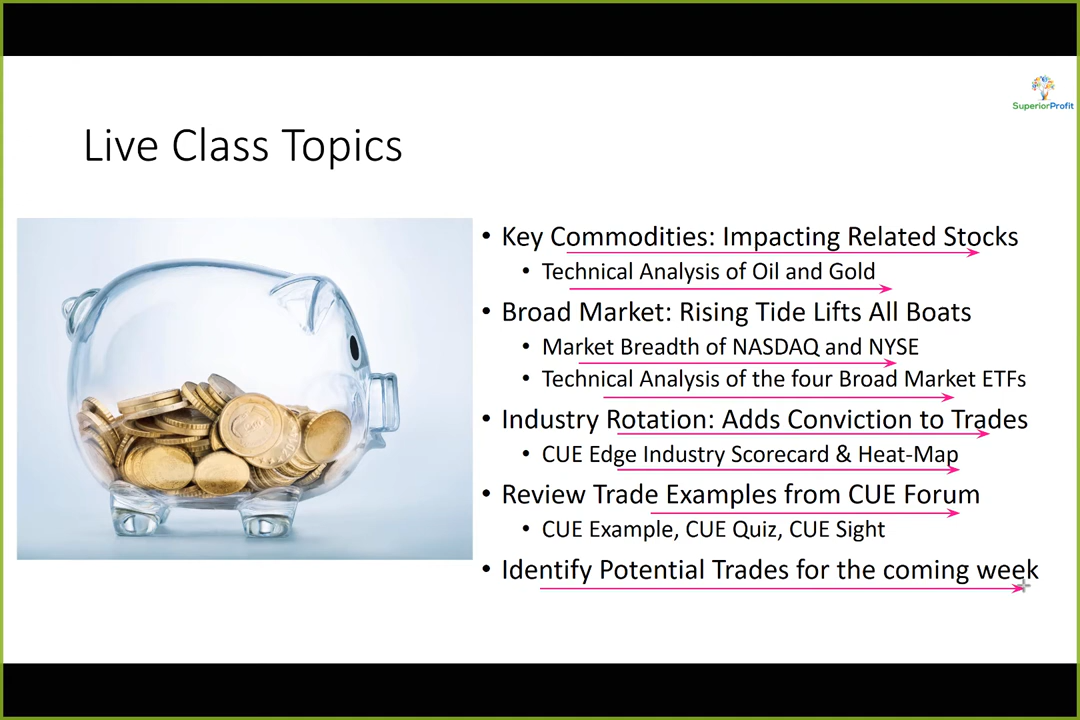 SuperiorProfit
Live Class Topics
• Key Commodities: Impacting Related Stocks
• Technical Analysis of Oil and Gold
• Broad Market: Rising Tide Lifts All Boats
• Market Breadth of NASDAQ and NYSE
• Technical Analysis of the four Broad Market ETFs
• Industry Rotation: Adds Conviction to Trades
• CUE Edge Industry Scorecard & Heat-Map
• Review Trade Examples from CUE Forum
• CUE Example, CUE Quiz, CUE Sight
• Identify Potential Trades for the coming week